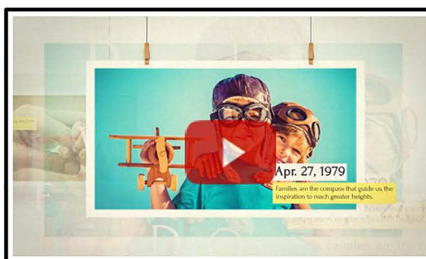 Apr. 27, 1979
Families are the compass that guide us, the
inspiration to reach greater heights.